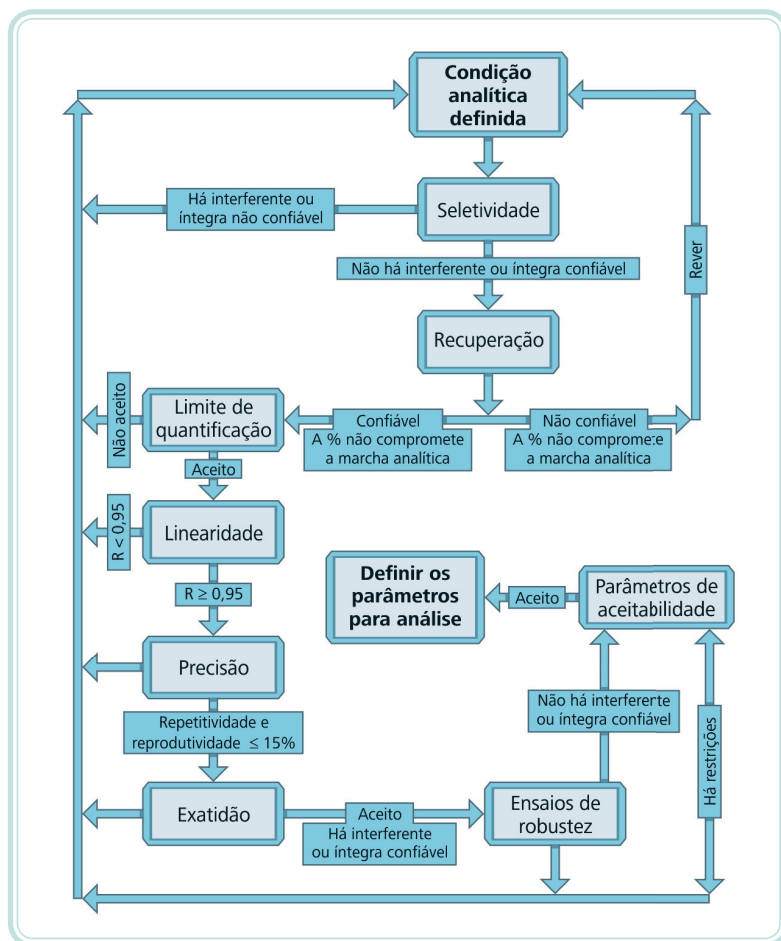 Condição
analítica
definida
Há interferente ou
íntegra não confiável
Seletividade
Não há interferente ou íntegra confiável
Rever
Recuperação
Não aceito
Limite de
quantificação
Confiável
A % não compromete
a marcha analítica
Não confiável
A % não compromete
a marcha analítica
Aceito
R < 0,95
Linearidade
R ≥ 0,95
Definir os
parâmetros
para análise
Aceito
Parâmetros de
aceitabilidade
Precisão
Repetitividade e
reprodutividade ≤ 15%
Não há interferente
ou íntegra confiável
Há restrições
Exatidão
Aceito
Há interferente
ou íntegra confiável
Ensaios de
robustez